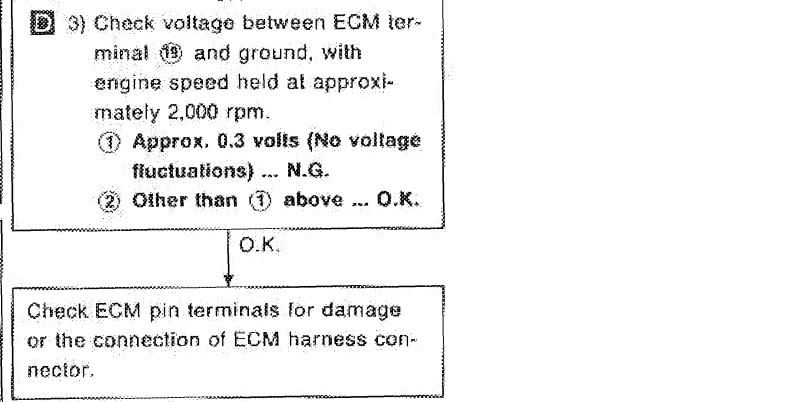 D 3) Check voltage between ECM ter-
minal ⑲ and ground, with
engine speed held at approxi-
mately 2,000 rpm.
① Approx. 0.3 volts (No voltage
fluctuations) ... N.G.
② Other than ① above ... O.K.
O.K.
Check ECM pin terminals for damage
or the connection of ECM harness con-
nector.